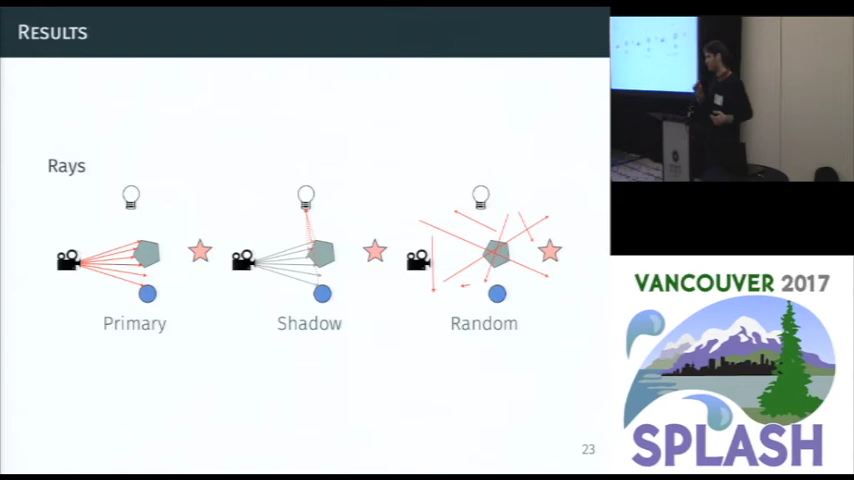 RESULTS
Rays
Primary
Shadow
Random
23
VANCOUVER 2017
SPLASH